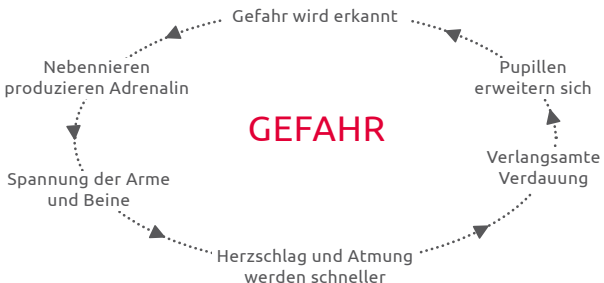 Gefahr wird erkannt
Nebennieren
produzieren Adrenalin
Spannung der Arme
und Beine
Herzschlag und Atmung
werden schneller
Verlangsamte
Verdauung
Pupillen
erweitern sich
GEFAHR